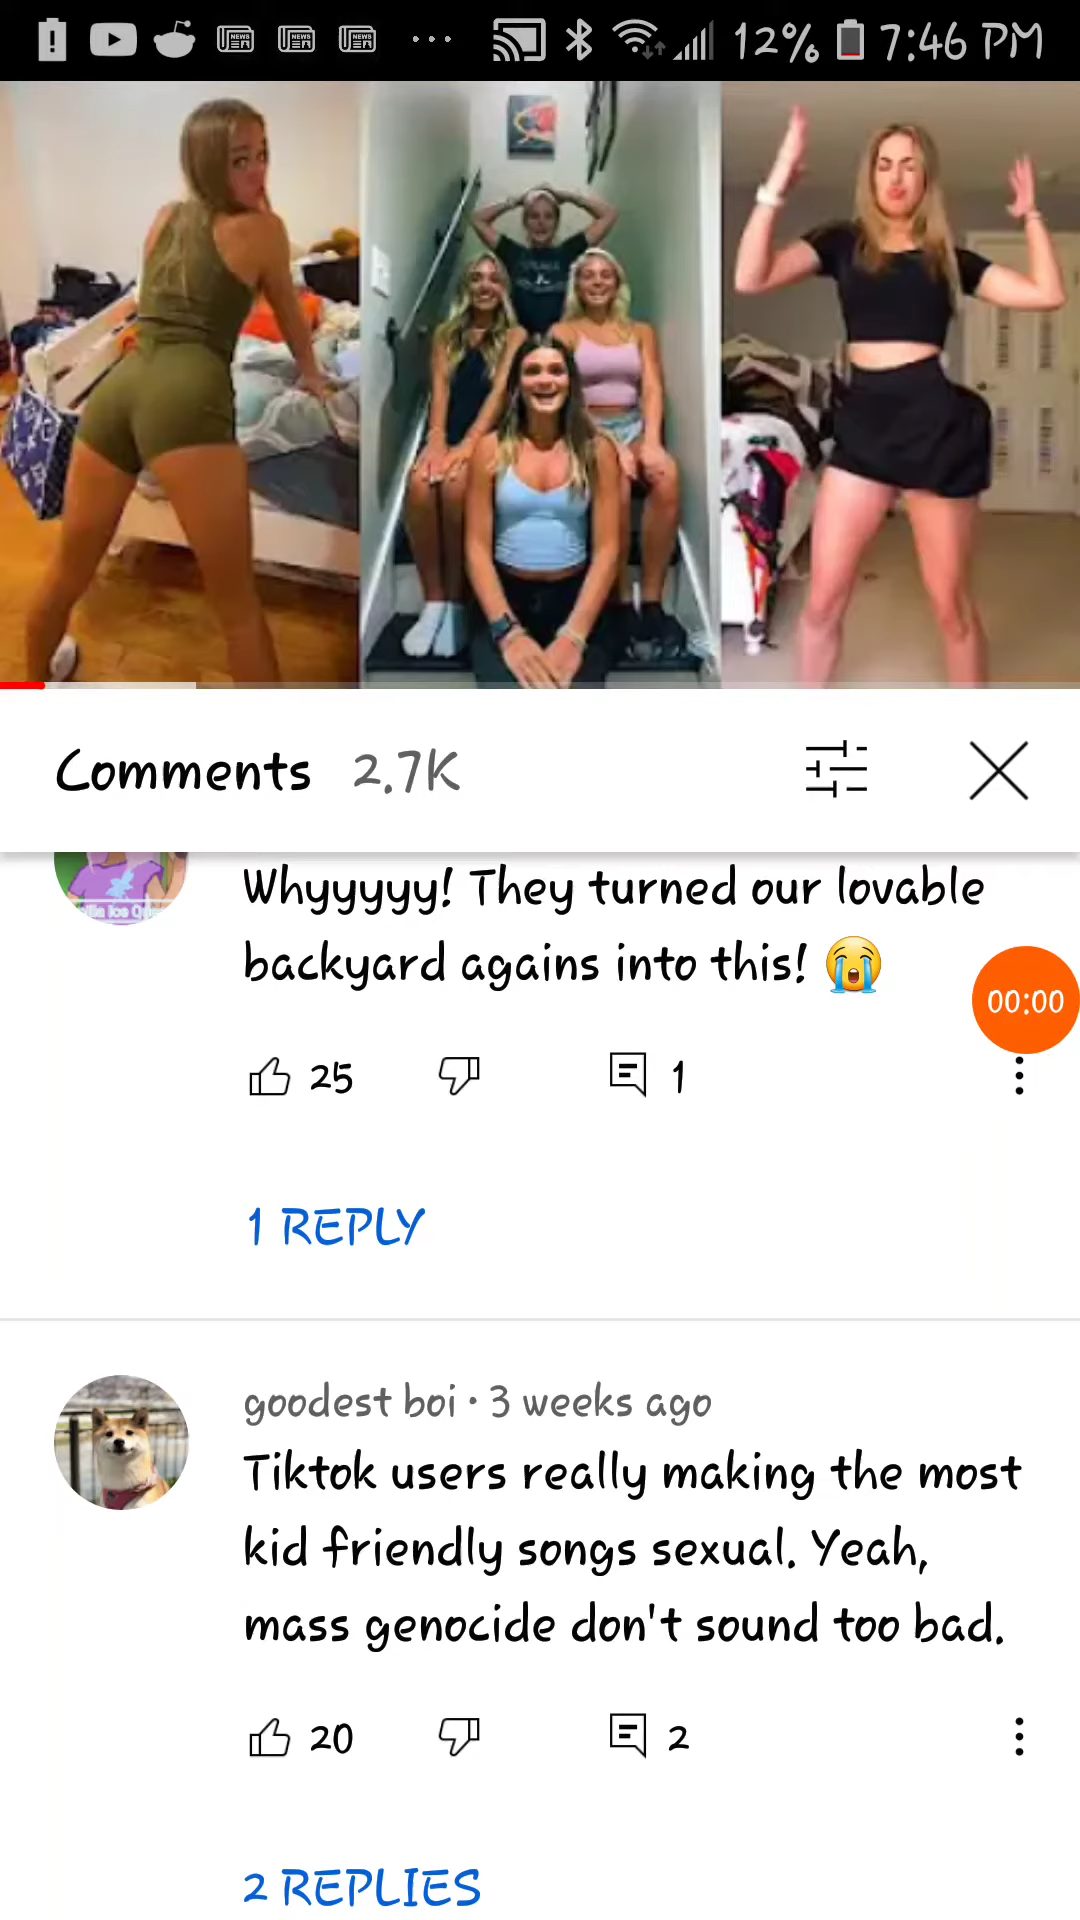 12% 7:46 PM
Comments 2.7K
Whyyyyy! They turned our lovable
backyard agains into this! 😭
00:00
25 1
1 REPLY
goodest boi • 3 weeks ago
Tiktok users really making the most
kid friendly songs sexual. Yeah,
mass genocide don't sound too bad.
20 2
2 REPLIES